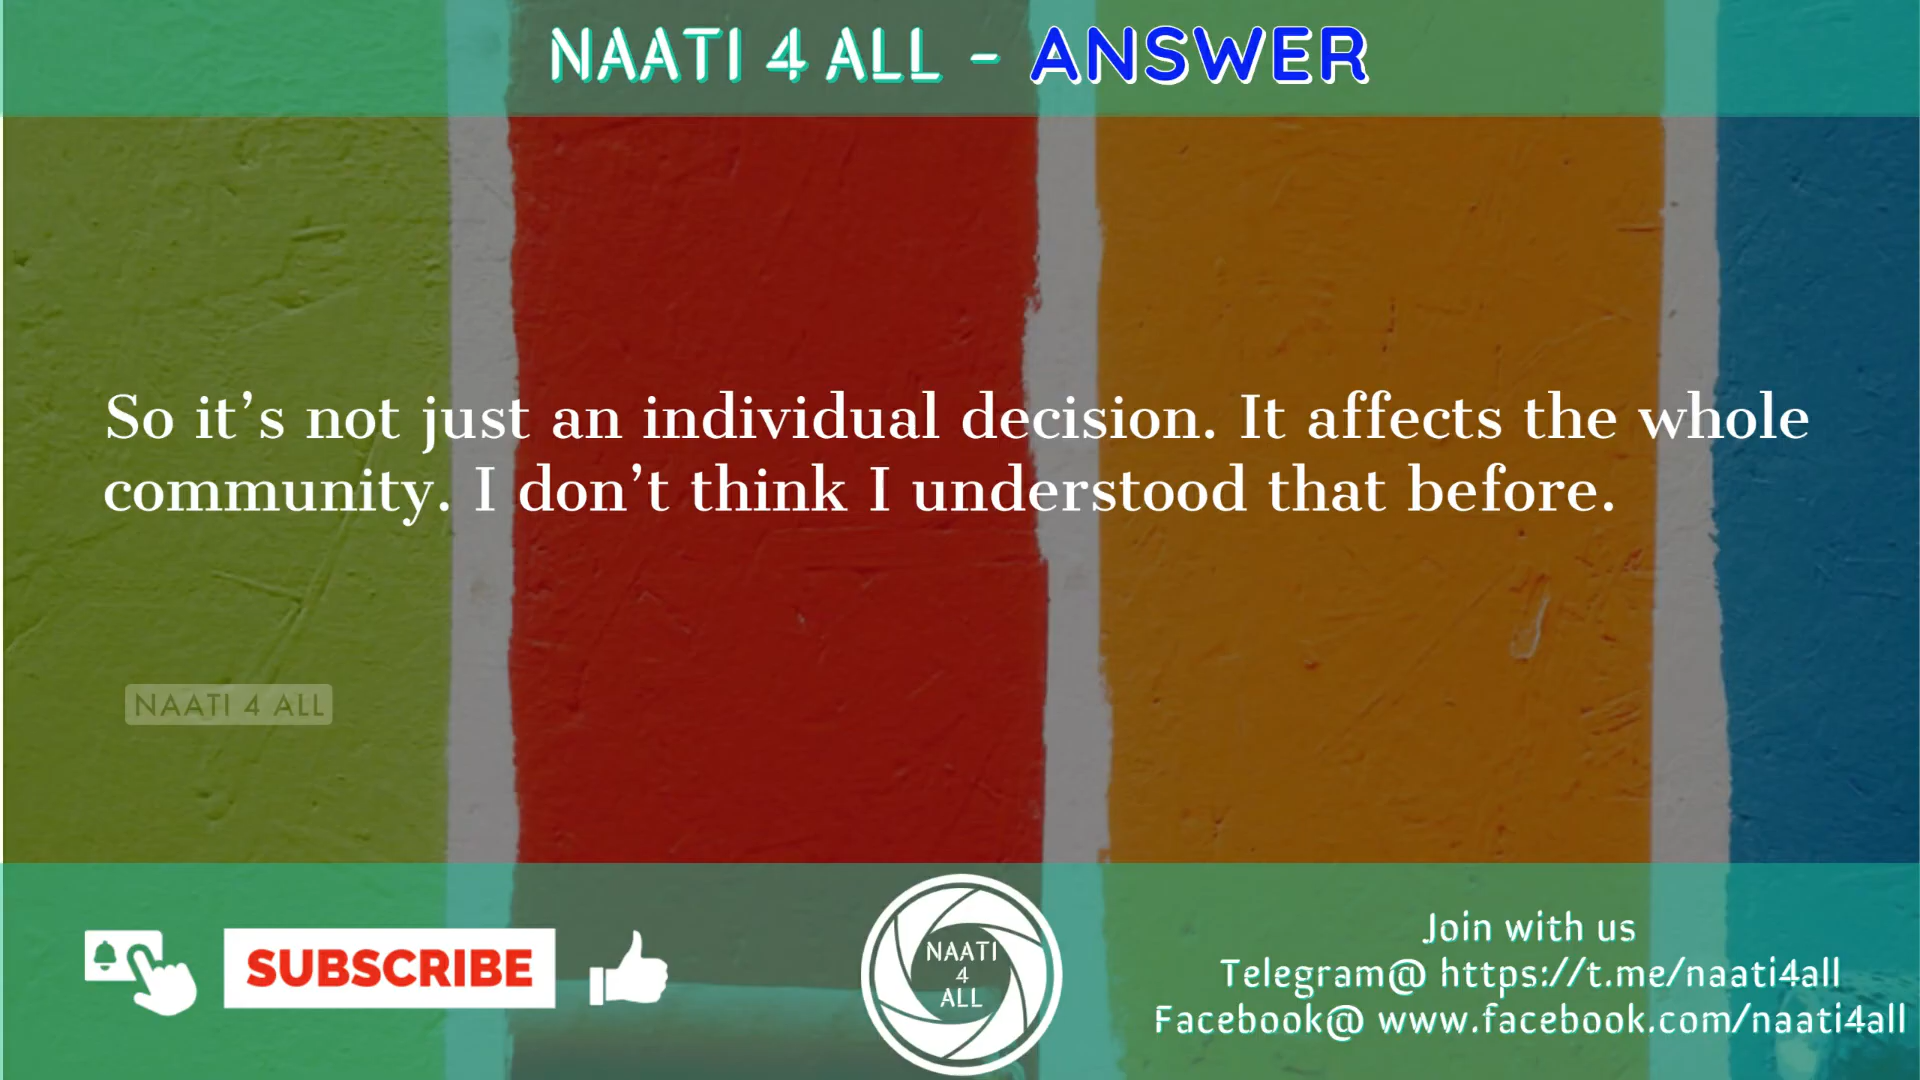 NAATI 4 ALL - ANSWER
So it’s not just an individual decision. It affects the whole
community. I don’t think I understood that before.
NAATI 4 ALL
SUBSCRIBE
NAATI
4
ALL
Join with us
Telegram@ https://t.me/naati4all
Facebook@ www.facebook.com/naati4all